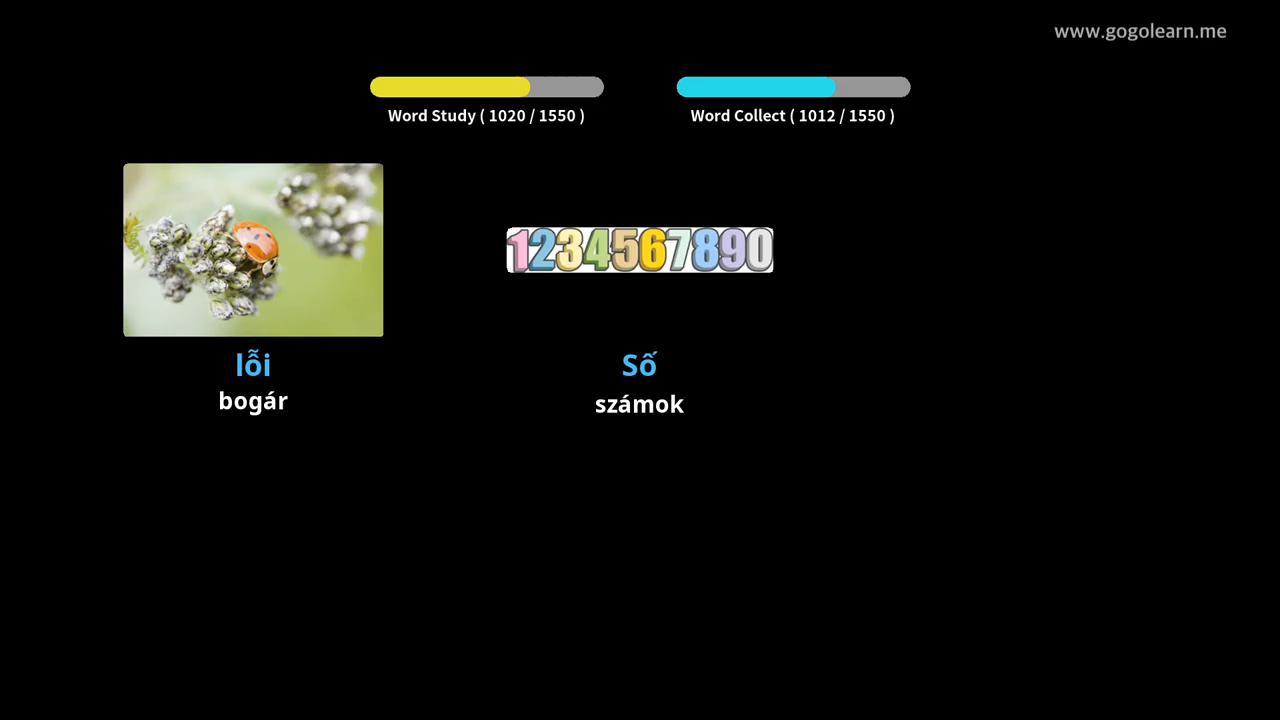 www.gogolearn.me
Word Study ( 1020 / 1550 )
Word Collect ( 1012 / 1550 )
1234567890
lỗi
bogár
Số
számok